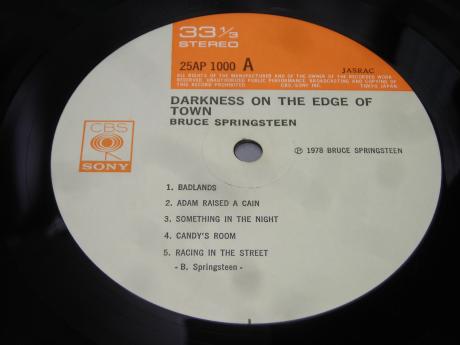 33 1/3
STEREO
25AP 1000 A
JASRAC
ALL RIGHTS OF THE MANUFACTURER AND OF THE OWNER OF THE RECORDED WORK
RESERVED. UNAUTHORIZED PUBLIC PERFORMANCE, BROADCASTING AND COPYING OF
THIS RECORD PROHIBITED CBS/SONY INC. TOKYO JAPAN
DARKNESS ON THE EDGE OF
TOWN
BRUCE SPRINGSTEEN
CBS
SONY
℗ 1978 BRUCE SPRINGSTEEN
1. BADLANDS
2. ADAM RAISED A CAIN
3. SOMETHING IN THE NIGHT
4. CANDY'S ROOM
5. RACING IN THE STREET
- B. Springsteen -